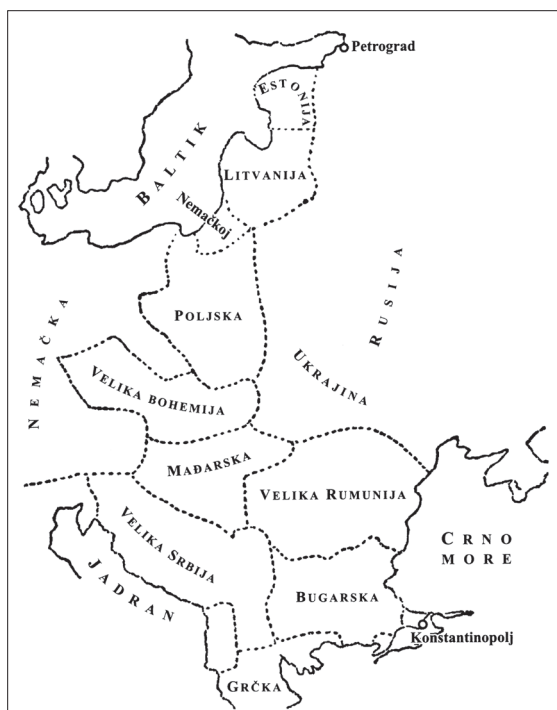 Petrograd
ESTONIJA
BALTIK
LITVANIJA
Nemačkoj
RUSIJA
POLJSKA
NEMAČKA
UKRAJINA
VELIKA BOHEMIJA
MAĐARSKA
VELIKA RUMUNIJA
VELIKA SRBIJA
CRNO
MORE
JADRAN
BUGARSKA
Konstantinopolj
GRČKA